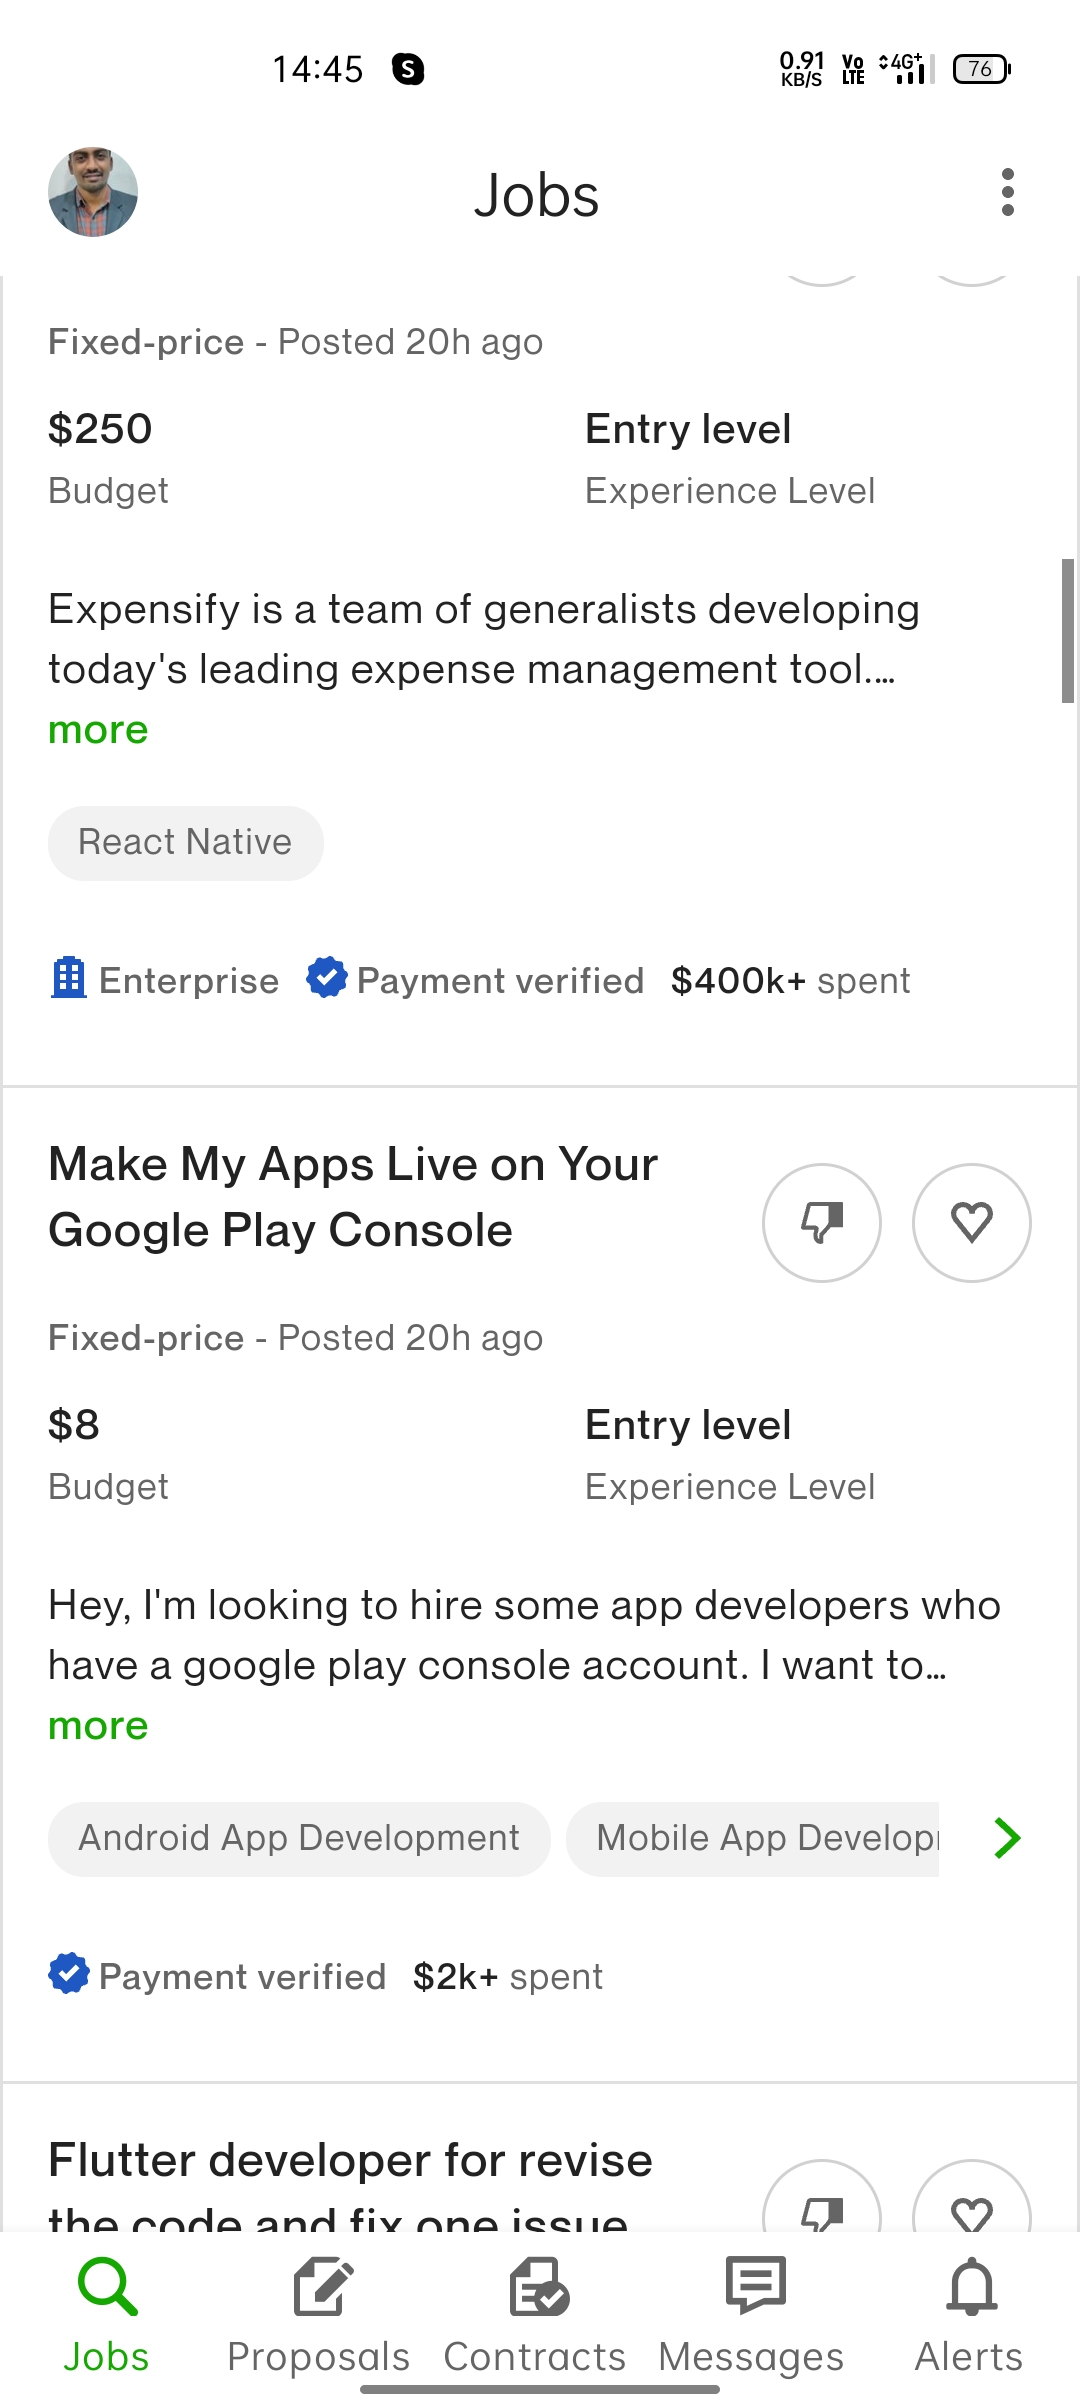 14:45 S 0.91 KB/S Vo LTE 4G+ 76
Jobs
Fixed-price - Posted 20h ago
$250 Entry level
Budget Experience Level
Expensify is a team of generalists developing
today's leading expense management tool....
more
React Native
Enterprise Payment verified $400k+ spent
Make My Apps Live on Your
Google Play Console
Fixed-price - Posted 20h ago
$8 Entry level
Budget Experience Level
Hey, I'm looking to hire some app developers who
have a google play console account. I want to...
more
Android App Development Mobile App Develop
Payment verified $2k+ spent
Flutter developer for revise
the code and fix one issue
Jobs Proposals Contracts Messages Alerts